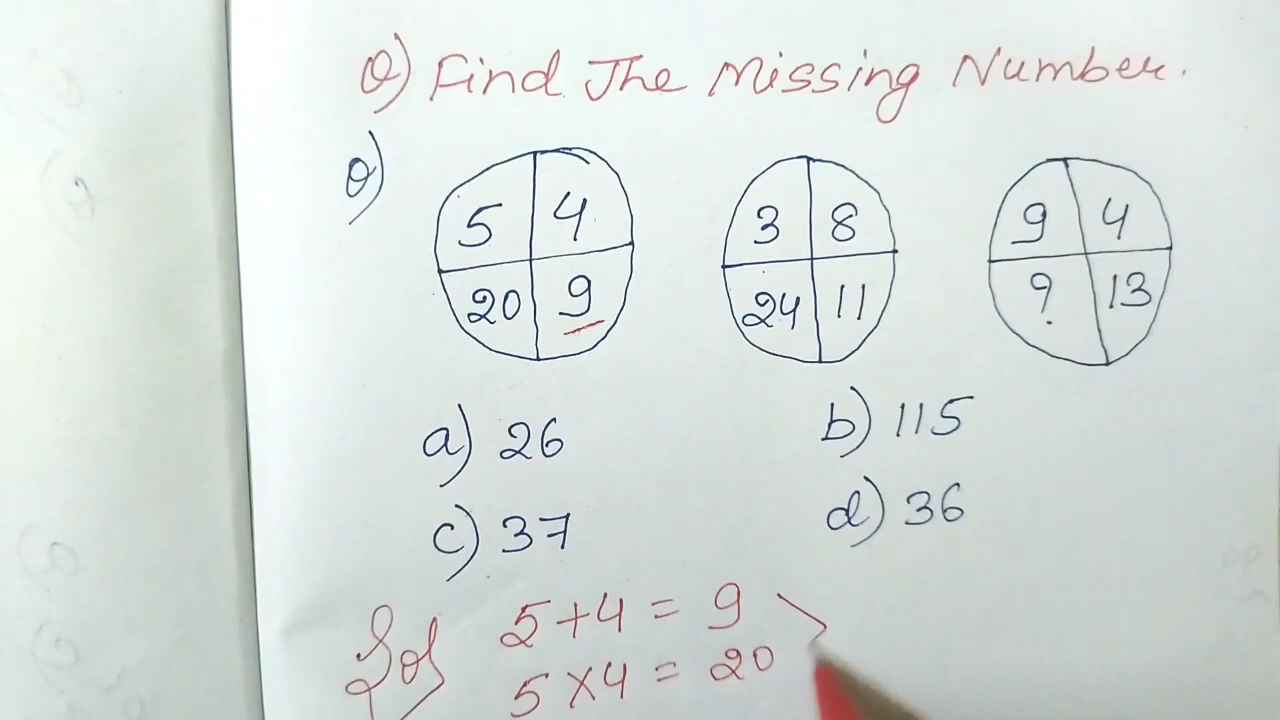 Q) Find The Missing Number.
Q)
5 4 3 8 9 4
20 9 24 11 ? 13
a) 26 b) 115
c) 37 d) 36
Sol 5+4 = 9
5×4 = 20